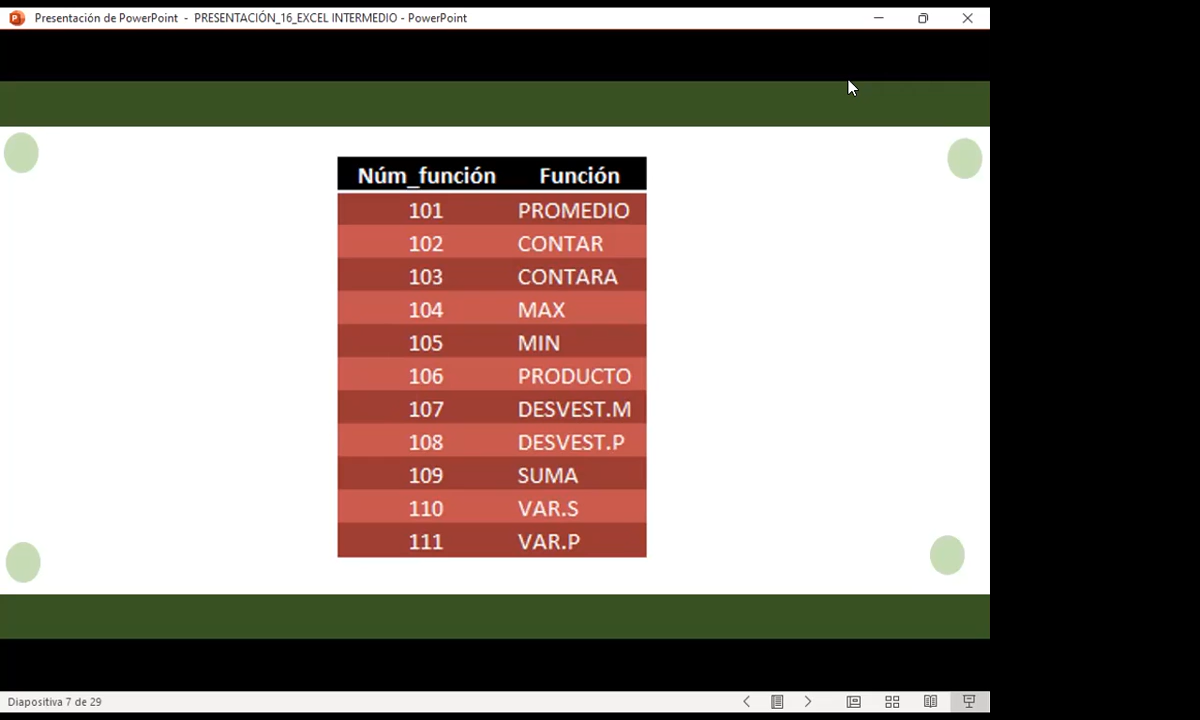 Presentación de PowerPoint - PRESENTACIÓN_16_EXCEL INTERMEDIO - PowerPoint
Núm_función Función
101 PROMEDIO
102 CONTAR
103 CONTARA
104 MAX
105 MIN
106 PRODUCTO
107 DESVEST.M
108 DESVEST.P
109 SUMA
110 VAR.S
111 VAR.P
Diapositiva 7 de 29